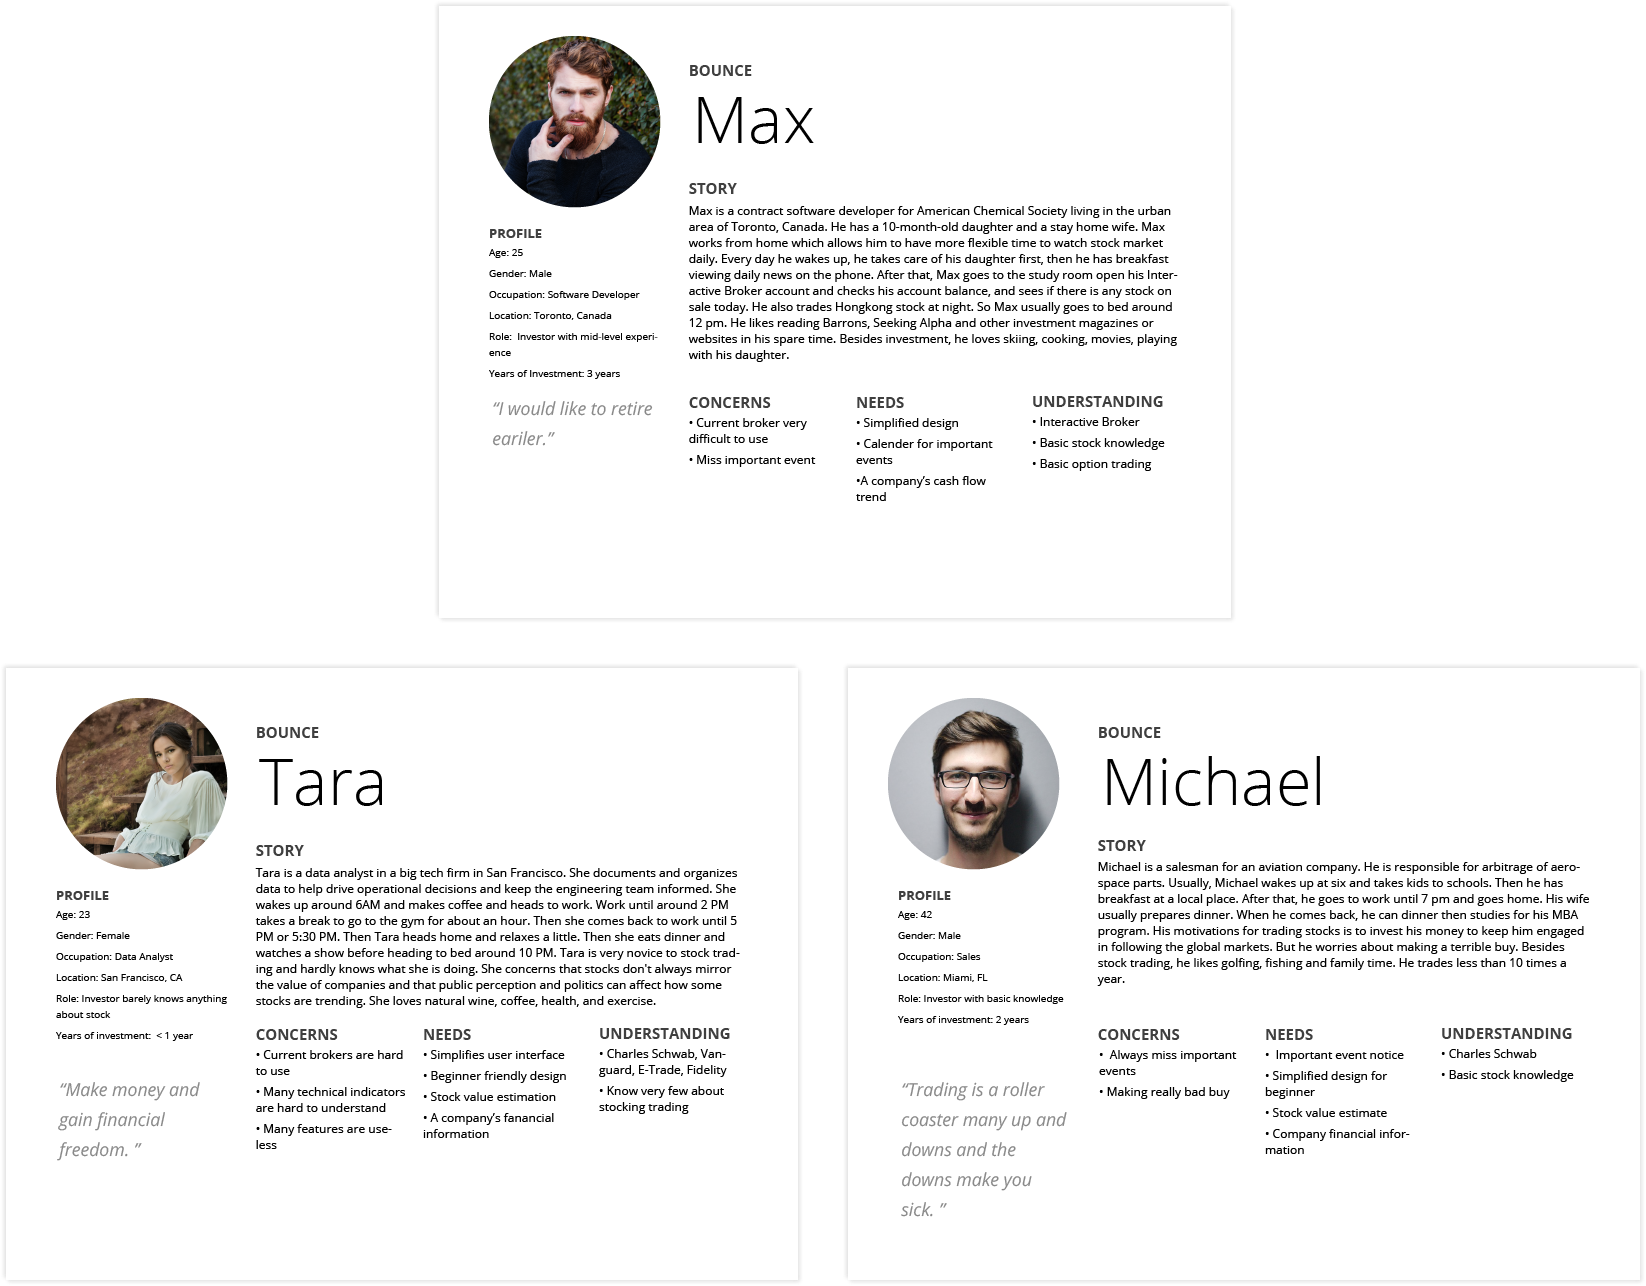 BOUNCE
Max
PROFILE
Age: 25
Gender: Male
Occupation: Software Developer
Location: Toronto, Canada
Role:  Investor with mid-level experi-
ence
Years of Investment: 3 years
“I would like to retire
eariler.”
STORY
Max is a contract software developer for American Chemical Society living in the urban
area of Toronto, Canada. He has a 10-month-old daughter and a stay home wife. Max
works from home which allows him to have more flexible time to watch stock market
daily. Every day he wakes up, he takes care of his daughter first, then he has breakfast
viewing daily news on the phone. After that, Max goes to the study room open his Inter-
active Broker account and checks his account balance, and sees if there is any stock on
sale today. He also trades Hongkong stock at night. So Max usually goes to bed around
12 pm. He likes reading Barrons, Seeking Alpha and other investment magazines or
websites in his spare time. Besides investment, he loves skiing, cooking, movies, playing
with his daughter.
CONCERNS
• Current broker very
difficult to use
• Miss important event
NEEDS
• Simplified design
• Calender for important
events
•A company’s cash flow
trend
UNDERSTANDING
• Interactive Broker
• Basic stock knowledge
• Basic option trading
BOUNCE
Tara
PROFILE
Age: 23
Gender: Female
Occupation: Data Analyst
Location: San Francisco, CA
Role: Investor barely knows anything
about stock
Years of investment:  < 1 year
“Make money and
gain financial
freedom. ”
STORY
Tara is a data analyst in a big tech firm in San Francisco. She documents and organizes
data to help drive operational decisions and keep the engineering team informed. She
wakes up around 6AM and makes coffee and heads to work. Work until around 2 PM
takes a break to go to the gym for about an hour. Then she comes back to work until 5
PM or 5:30 PM. Then Tara heads home and relaxes a little. Then she eats dinner and
watches a show before heading to bed around 10 PM. Tara is very novice to stock trad-
ing and hardly knows what she is doing. She concerns that stocks don't always mirror
the value of companies and that public perception and politics can affect how some
stocks are trending. She loves natural wine, coffee, health, and exercise.
CONCERNS
• Current brokers are hard
to use
• Many technical indicators
are hard to understand
• Many features are use-
less
NEEDS
• Simplifies user interface
• Beginner friendly design
• Stock value estimation
• A company’s fanancial
information
UNDERSTANDING
• Charles Schwab, Van-
guard, E-Trade, Fidelity
• Know very few about
stocking trading
BOUNCE
Michael
PROFILE
Age: 42
Gender: Male
Occupation: Sales
Location: Miami, FL
Role: Investor with basic knowledge
Years of investment: 2 years
“Trading is a roller
coaster many up and
downs and the
downs make you
sick. ”
STORY
Michael is a salesman for an aviation company. He is responsible for arbitrage of aero-
space parts. Usually, Michael wakes up at six and takes kids to schools. Then he has
breakfast at a local place. After that, he goes to work until 7 pm and goes home. His wife
usually prepares dinner. When he comes back, he can dinner then studies for his MBA
program. His motivations for trading stocks is to invest his money to keep him engaged
in following the global markets. But he worries about making a terrible buy. Besides
stock trading, he likes golfing, fishing and family time. He trades less than 10 times a
year.
CONCERNS
•  Always miss important
events
• Making really bad buy
NEEDS
•  Important event notice
• Simplified design for
beginner
• Stock value estimate
• Company financial infor-
mation
UNDERSTANDING
• Charles Schwab
• Basic stock knowledge